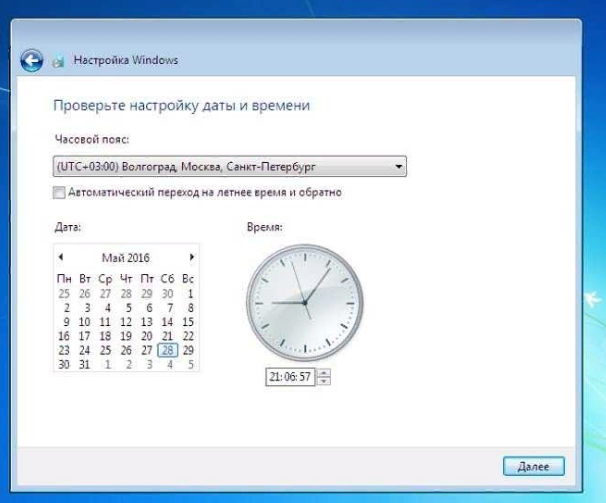 Настройка Windows
Проверьте настройку даты и времени
Часовой пояс:
(UTC+03:00) Волгоград, Москва, Санкт-Петербург
Автоматический переход на летнее время и обратно
Дата:
Время:
Май 2016
Пн Вт Ср Чт Пт Сб Вс
25 26 27 28 29 30 1
2 3 4 5 6 7 8
9 10 11 12 13 14 15
16 17 18 19 20 21 22
23 24 25 26 27 28 29
30 31 1 2 3 4 5
21:06:57
Далее